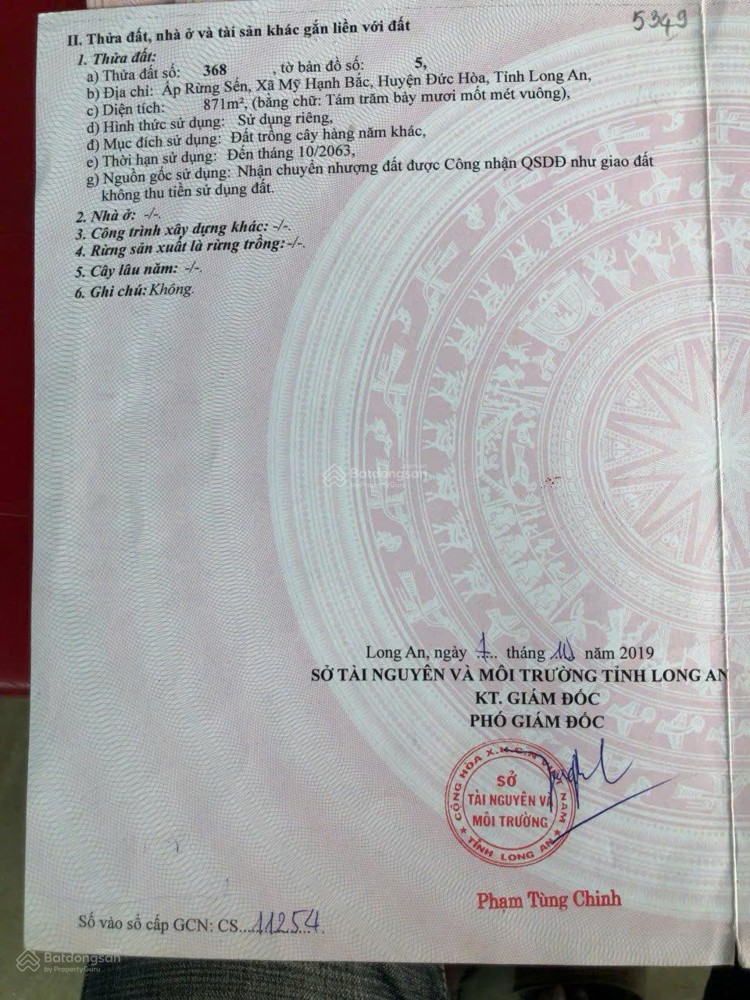 5349
II. Thửa đất, nhà ở và tài sản khác gắn liền với đất
1. Thửa đất:
a) Thửa đất số: 368 , tờ bản đồ số: 5,
b) Địa chỉ: Ấp Rừng Sến, Xã Mỹ Hạnh Bắc, Huyện Đức Hòa, Tỉnh Long An,
c) Diện tích: 871m², (bằng chữ: Tám trăm bảy mươi mốt mét vuông),
d) Hình thức sử dụng: Sử dụng riêng,
đ) Mục đích sử dụng: Đất trồng cây hàng năm khác,
e) Thời hạn sử dụng: Đến tháng 10/2063,
g) Nguồn gốc sử dụng: Nhận chuyển nhượng đất được Công nhận QSDĐ như giao đất
không thu tiền sử dụng đất.
2. Nhà ở: -/-.
3. Công trình xây dựng khác: -/-.
4. Rừng sản xuất là rừng trồng: -/-.
5. Cây lâu năm: -/-.
6. Ghi chú: Không.
Batdongsan
by PropertyGuru
Long An, ngày tháng năm 2019
SỞ TÀI NGUYÊN VÀ MÔI TRƯỜNG TỈNH LONG AN
KT. GIÁM ĐỐC
PHÓ GIÁM ĐỐC
CỘNG HÒA X.H.C.N VIỆT NAM
SỞ
TÀI NGUYÊN VÀ
MÔI TRƯỜNG
★ TỈNH LONG AN ★
Phạm Tùng Chinh
Số vào sổ cấp GCN: CS....11254.
Batdongsan
by PropertyGuru